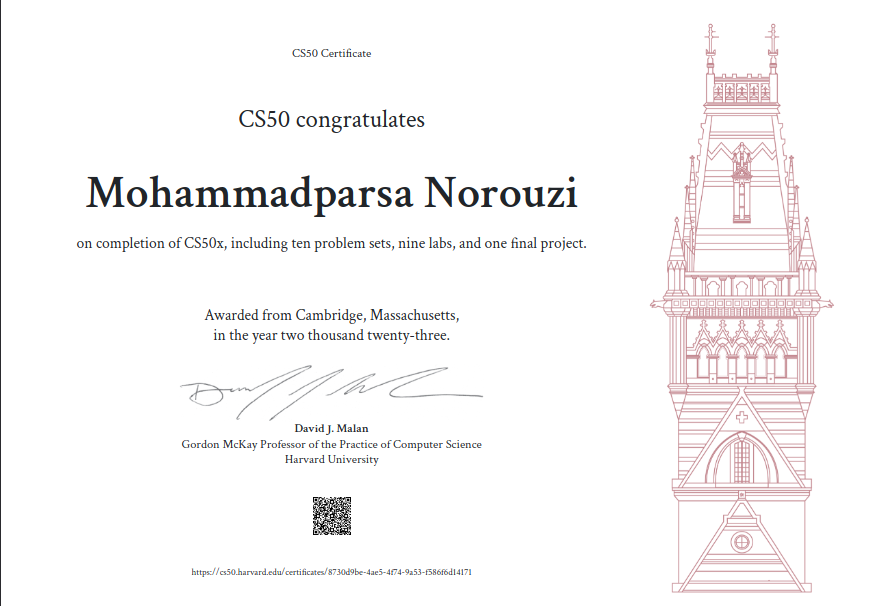 CS50 Certificate
CS50 congratulates
Mohammadparsa Norouzi
on completion of CS50x, including ten problem sets, nine labs, and one final project.
Awarded from Cambridge, Massachusetts,
in the year two thousand twenty-three.
David J. Malan
Gordon McKay Professor of the Practice of Computer Science
Harvard University
https://cs50.harvard.edu/certificates/8730d9be-4ae5-4f74-9a53-f586f6d14171